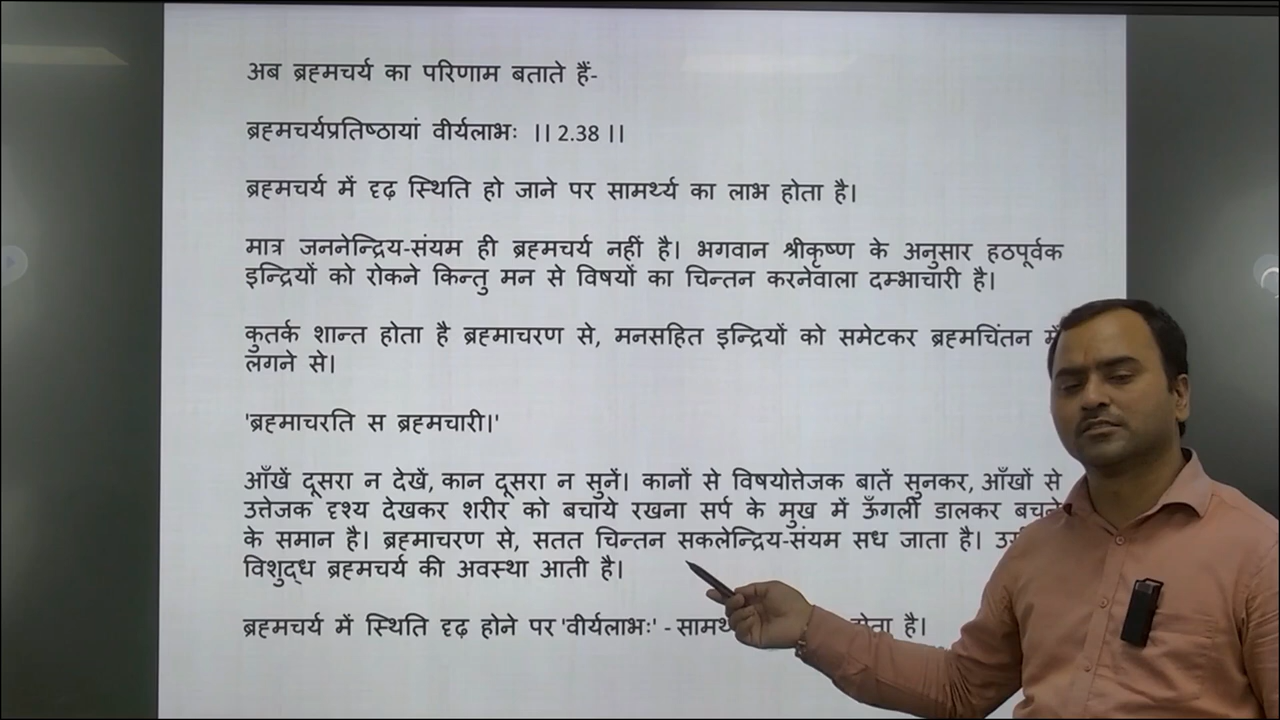 अब ब्रह्मचर्य का परिणाम बताते हैं-
ब्रह्मचर्यप्रतिष्ठायां वीर्यलाभः ।। 2.38 ।।
ब्रह्मचर्य में दृढ़ स्थिति हो जाने पर सामर्थ्य का लाभ होता है।
मात्र जननेन्द्रिय-संयम ही ब्रह्मचर्य नहीं है। भगवान श्रीकृष्ण के अनुसार हठपूर्वक
इन्द्रियों को रोकने किन्तु मन से विषयों का चिन्तन करनेवाला दम्भाचारी है।
कुतर्क शान्त होता है ब्रह्माचरण से, मनसहित इन्द्रियों को समेटकर ब्रह्मचिंतन में
लगने से।
'ब्रह्माचरति स ब्रह्मचारी।'
आँखें दूसरा न देखें, कान दूसरा न सुनें। कानों से विषयोत्तेजक बातें सुनकर, आँखों से
उत्तेजक दृश्य देखकर शरीर को बचाये रखना सर्प के मुख में ऊँगली डालकर बचने
के समान है। ब्रह्माचरण से, सतत चिन्तन सकलेन्द्रिय-संयम सध जाता है।
विशुद्ध ब्रह्मचर्य की अवस्था आती है।
ब्रह्मचर्य में स्थिति दृढ़ होने पर 'वीर्यलाभः' - होता है।